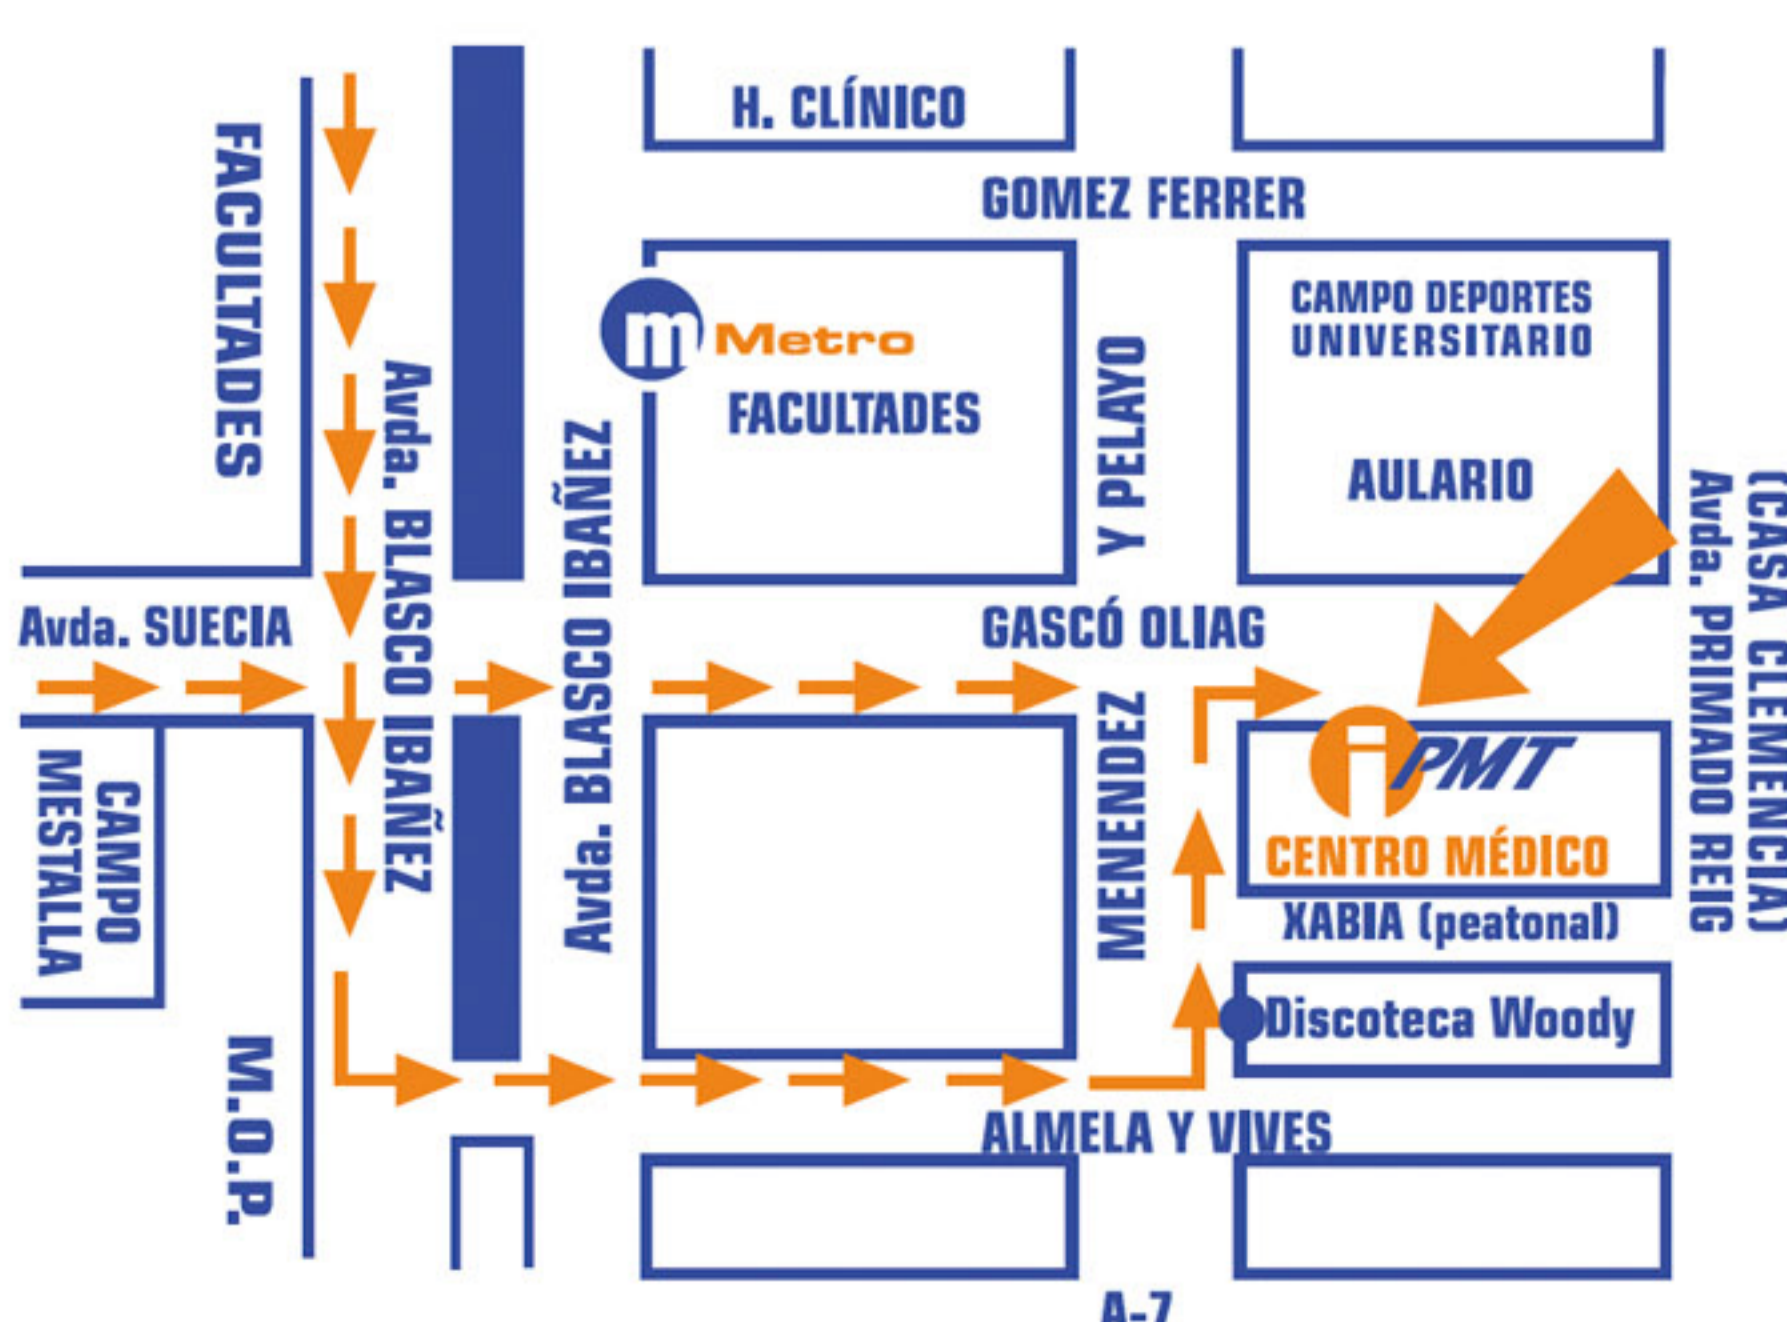 H. CLÍNICO
GOMEZ FERRER
FACULTADES
m Metro
FACULTADES
CAMPO DEPORTES
UNIVERSITARIO
AULARIO
Avda. BLASCO IBAÑEZ
Avda. BLASCO IBAÑEZ
MENENDEZ Y PELAYO
(CASA CLEMENCIA)
Avda. PRIMADO REIG
Avda. SUECIA
GASCÓ OLIAG
CAMPO
MESTALLA
iPMT
CENTRO MÉDICO
XABIA (peatonal)
Discoteca Woody
M.O.P.
ALMELA Y VIVES
A-7